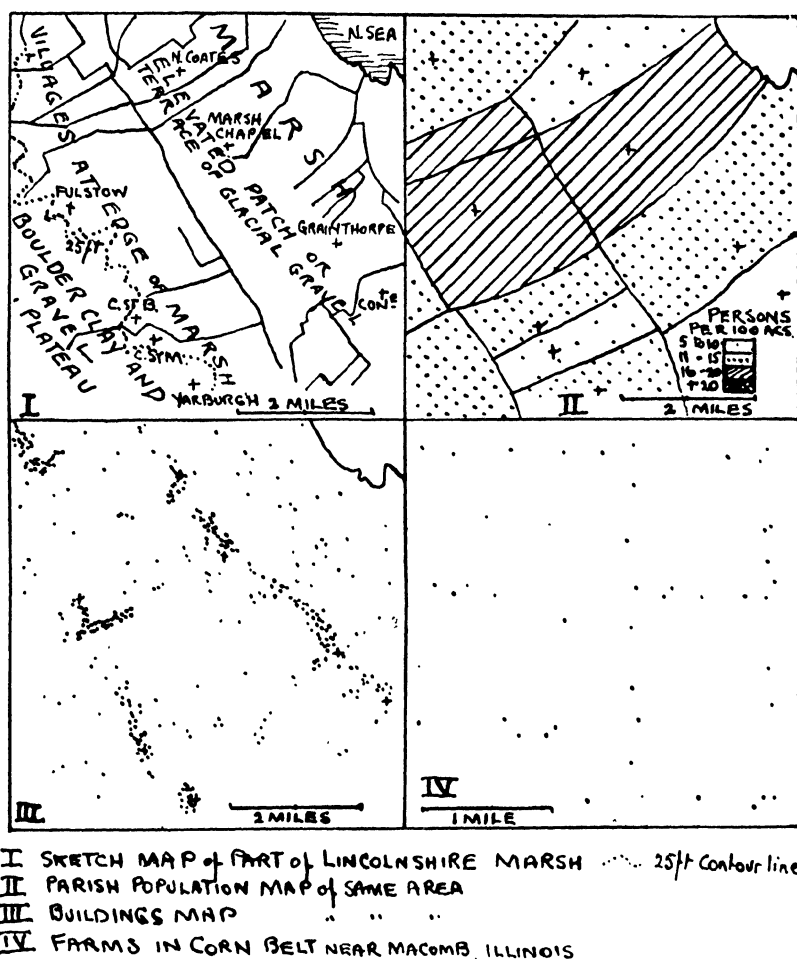 VILLAGES AT EDGE OF MARSH
N. COATES
MARSH
N. SEA
ELEVATED PATCH OR
TERRACE OF GLACIAL GRAVEL
MARSH
CHAPEL
FULSTOW
25ft
GRAINTHORPE
BOULDER CLAY AND
GRAVEL
PLATEAU
C. ST B.
C. ST M.
YARBURGH
CON
I
2 MILES
PERSONS
PER 100 ACS.
5 to 10
11 - 15
16 - 20
+ 20
II
2 MILES
III
2 MILES
IV
1 MILE
I SKETCH MAP of PART of LINCOLNSHIRE MARSH 25ft Contour line
II PARISH POPULATION MAP of SAME AREA
III BUILDINGS MAP " " "
IV FARMS IN CORN BELT NEAR MACOMB, ILLINOIS